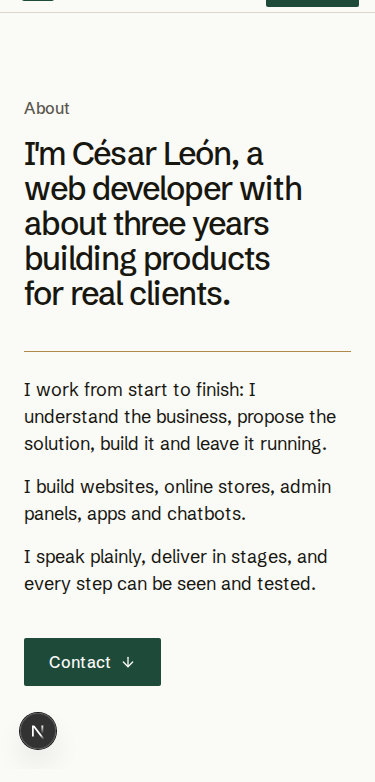 About
I'm César León, a
web developer with
about three years
building products
for real clients.
I work from start to finish: I
understand the business, propose the
solution, build it and leave it running.
I build websites, online stores, admin
panels, apps and chatbots.
I speak plainly, deliver in stages, and
every step can be seen and tested.
Contact ↓
N